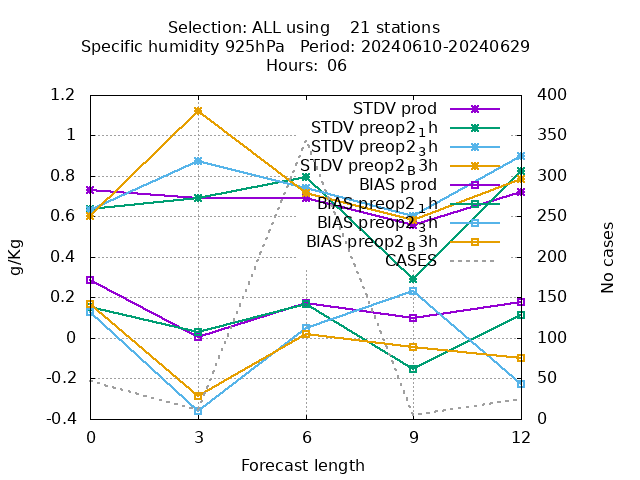 Selection: ALL using 21 stations
Specific humidity 925hPa Period: 20240610-20240629
Hours: 06
1.2
1
0.8
0.6
0.4
0.2
0
-0.2
-0.4
g/Kg
STDV prod
STDV preop2₁h
STDV preop2₃h
STDV preop2_B3h
BIAS prod
BIAS preop2₁h
BIAS preop2₃h
BIAS preop2_B3h
CASES
400
350
300
250
200
150
100
50
0
No cases
0 3 6 9 12
Forecast length